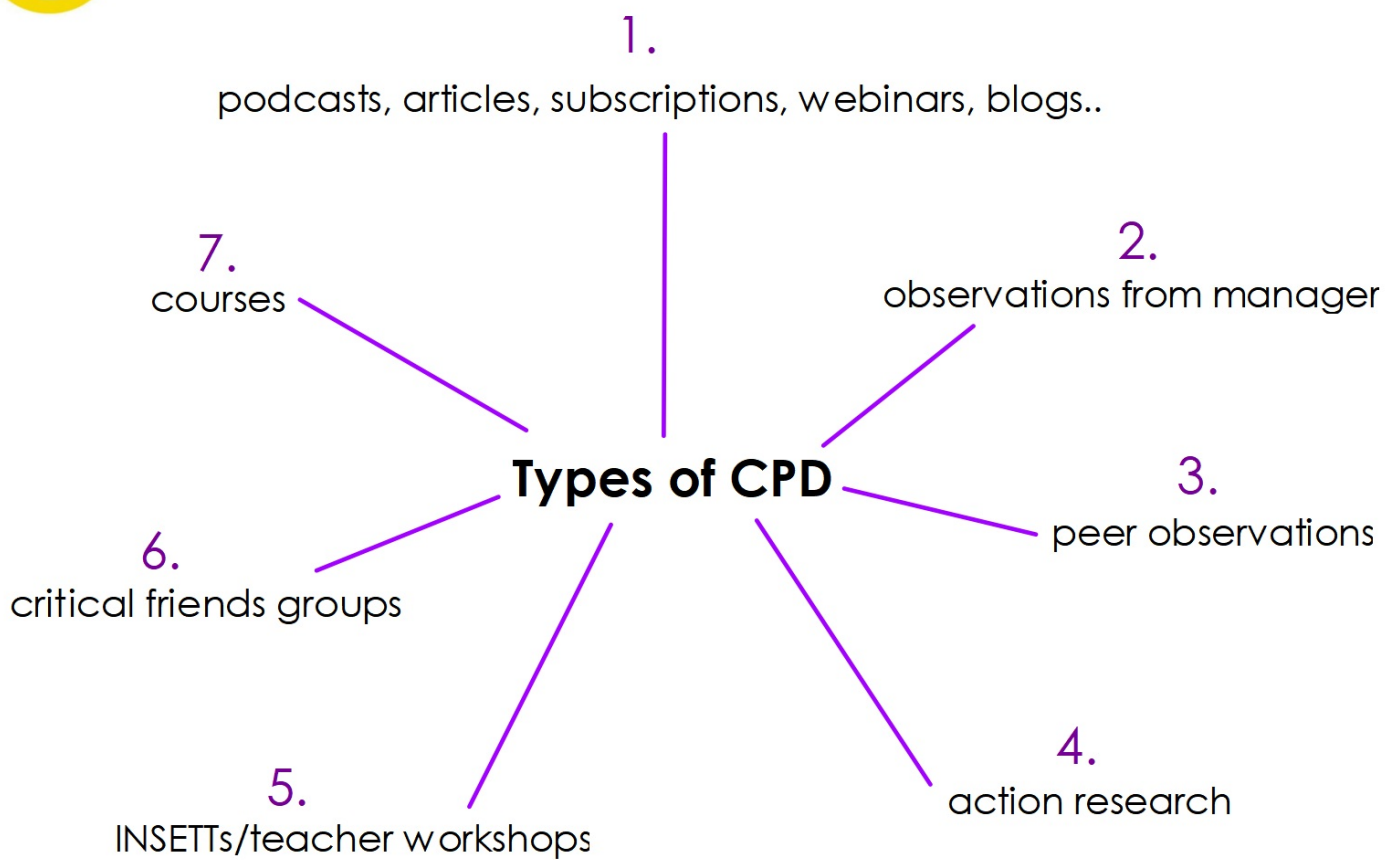 1.
podcasts, articles, subscriptions, webinars, blogs..
2.
observations from manager
3.
peer observations
4.
action research
5.
INSETTs/teacher workshops
6.
critical friends groups
7.
courses
Types of CPD